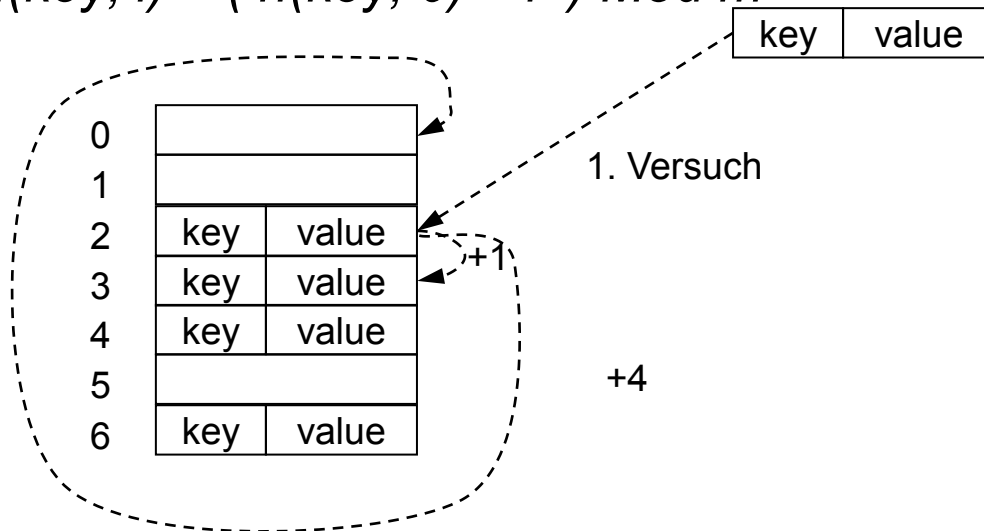 key value
0
1
1. Versuch
2 key value
+1
3 key value
4 key value
5
+4
6 key value